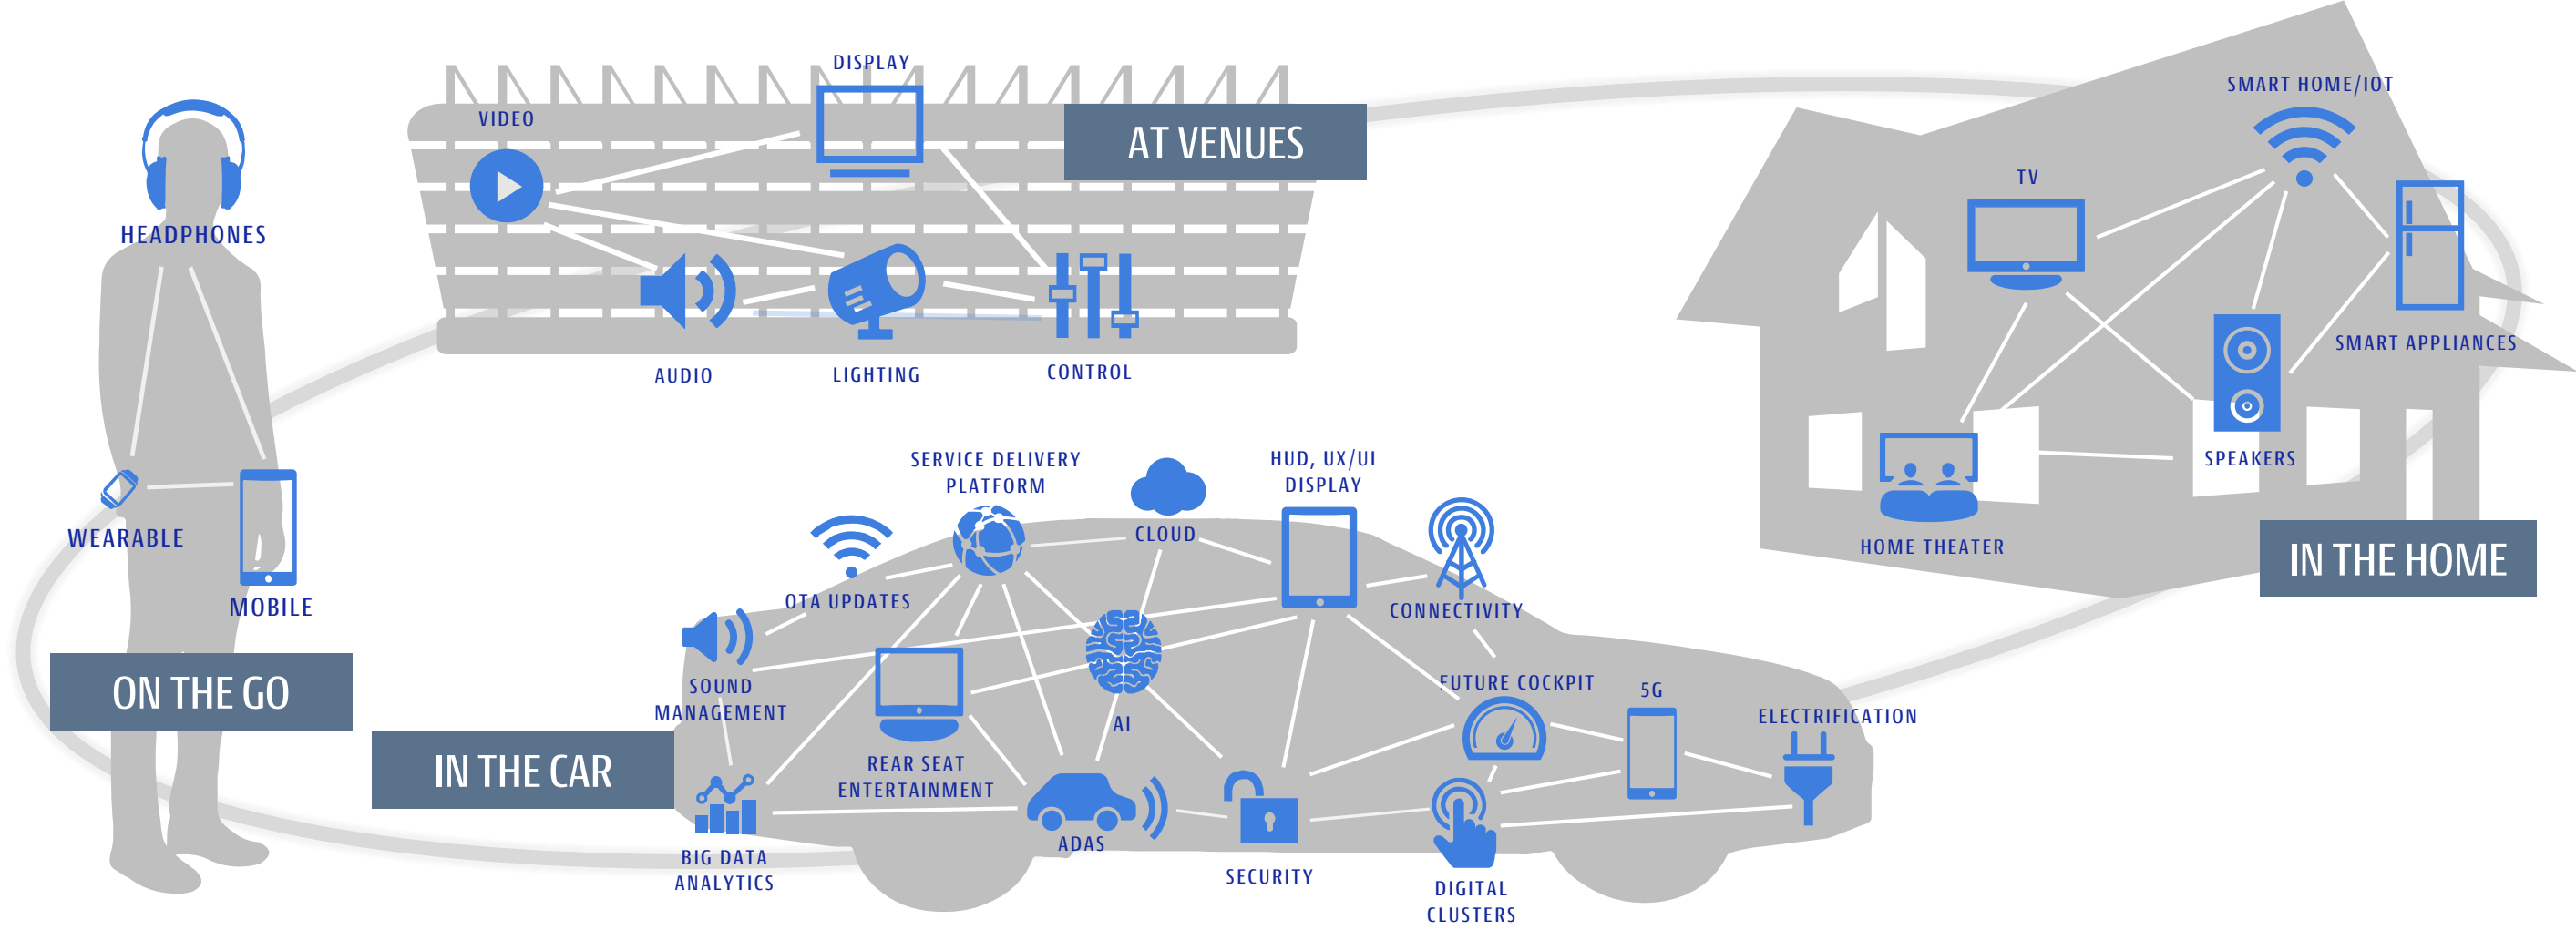 HEADPHONES
WEARABLE
MOBILE
ON THE GO
VIDEO
DISPLAY
AT VENUES
AUDIO
LIGHTING
CONTROL
SMART HOME/IOT
TV
SMART APPLIANCES
SPEAKERS
HOME THEATER
IN THE HOME
SERVICE DELIVERY
PLATFORM
CLOUD
HUD, UX/UI
DISPLAY
OTA UPDATES
CONNECTIVITY
SOUND
MANAGEMENT
AI
FUTURE COCKPIT
5G
ELECTRIFICATION
IN THE CAR
REAR SEAT
ENTERTAINMENT
BIG DATA
ANALYTICS
ADAS
SECURITY
DIGITAL
CLUSTERS